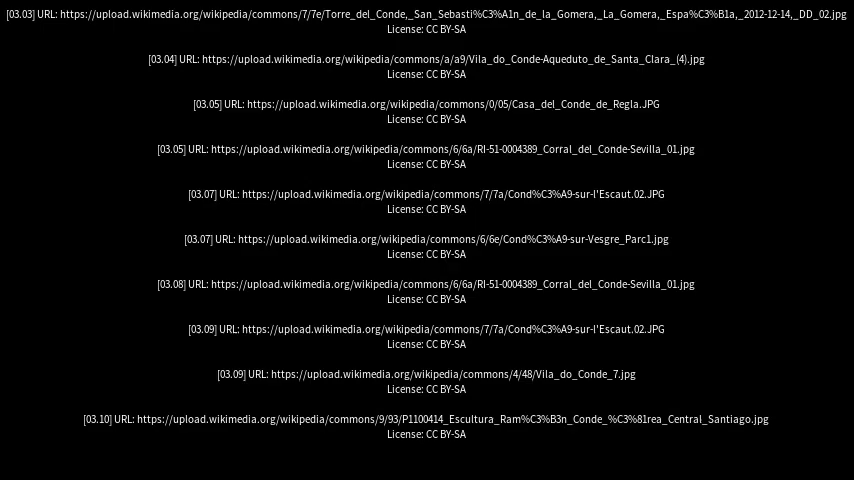 [03.03] URL: https://upload.wikimedia.org/wikipedia/commons/7/7e/Torre_del_Conde,_San_Sebasti%C3%A1n_de_la_Gomera,_La_Gomera,_Espa%C3%B1a,_2012-12-14,_DD_02.jpg
License: CC BY-SA
[03.04] URL: https://upload.wikimedia.org/wikipedia/commons/a/a9/Vila_do_Conde-Aqueduto_de_Santa_Clara_(4).jpg
License: CC BY-SA
[03.05] URL: https://upload.wikimedia.org/wikipedia/commons/0/05/Casa_del_Conde_de_Regla.JPG
License: CC BY-SA
[03.05] URL: https://upload.wikimedia.org/wikipedia/commons/6/6a/RI-51-0004389_Corral_del_Conde-Sevilla_01.jpg
License: CC BY-SA
[03.07] URL: https://upload.wikimedia.org/wikipedia/commons/7/7a/Cond%C3%A9-sur-l'Escaut.02.JPG
License: CC BY-SA
[03.07] URL: https://upload.wikimedia.org/wikipedia/commons/6/6e/Cond%C3%A9-sur-Vesgre_Parc1.jpg
License: CC BY-SA
[03.08] URL: https://upload.wikimedia.org/wikipedia/commons/6/6a/RI-51-0004389_Corral_del_Conde-Sevilla_01.jpg
License: CC BY-SA
[03.09] URL: https://upload.wikimedia.org/wikipedia/commons/7/7a/Cond%C3%A9-sur-l'Escaut.02.JPG
License: CC BY-SA
[03.09] URL: https://upload.wikimedia.org/wikipedia/commons/4/48/Vila_do_Conde_7.jpg
License: CC BY-SA
[03.10] URL: https://upload.wikimedia.org/wikipedia/commons/9/93/P1100414_Escultura_Ram%C3%B3n_Conde_%C3%81rea_Central_Santiago.jpg
License: CC BY-SA